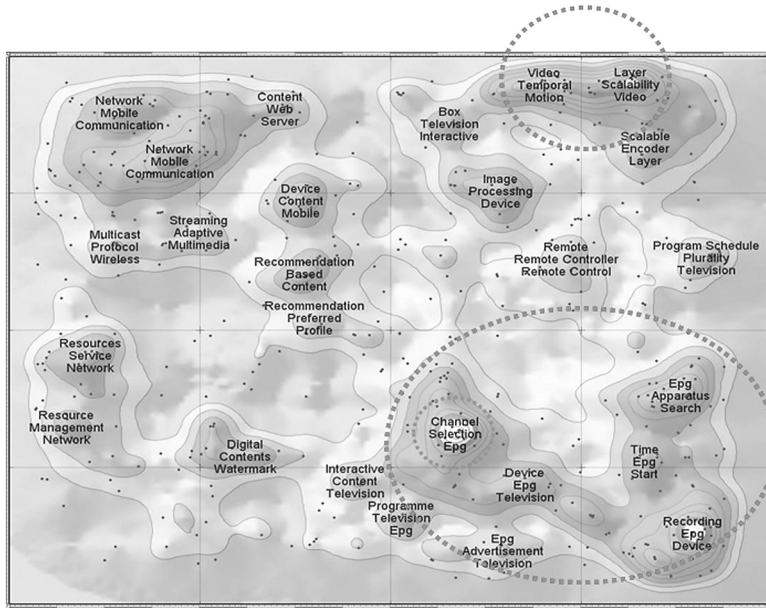 Network
Mobile
Communication
Content
Web
Server
Video
Temporal
Motion
Layer
Scalability
Video
Box
Television
Interactive
Network
Mobile
Communication
Scalable
Encoder
Layer
Device
Content
Mobile
Image
Processing
Device
Multicast
Protocol
Wireless
Streaming
Adaptive
Multimedia
Recommendation
Based
Content
Remote
Remote Controller
Remote Control
Program Schedule
Plurality
Television
Recommendation
Preferred
Profile
Resources
Service
Network
Epg
Apparatus
Search
Resource
Management
Network
Channel
Selection
Epg
Digital
Contents
Watermark
Time
Epg
Start
Interactive
Content
Television
Device
Epg
Television
Programme
Television
Epg
Recording
Epg
Device
Epg
Advertisement
Television